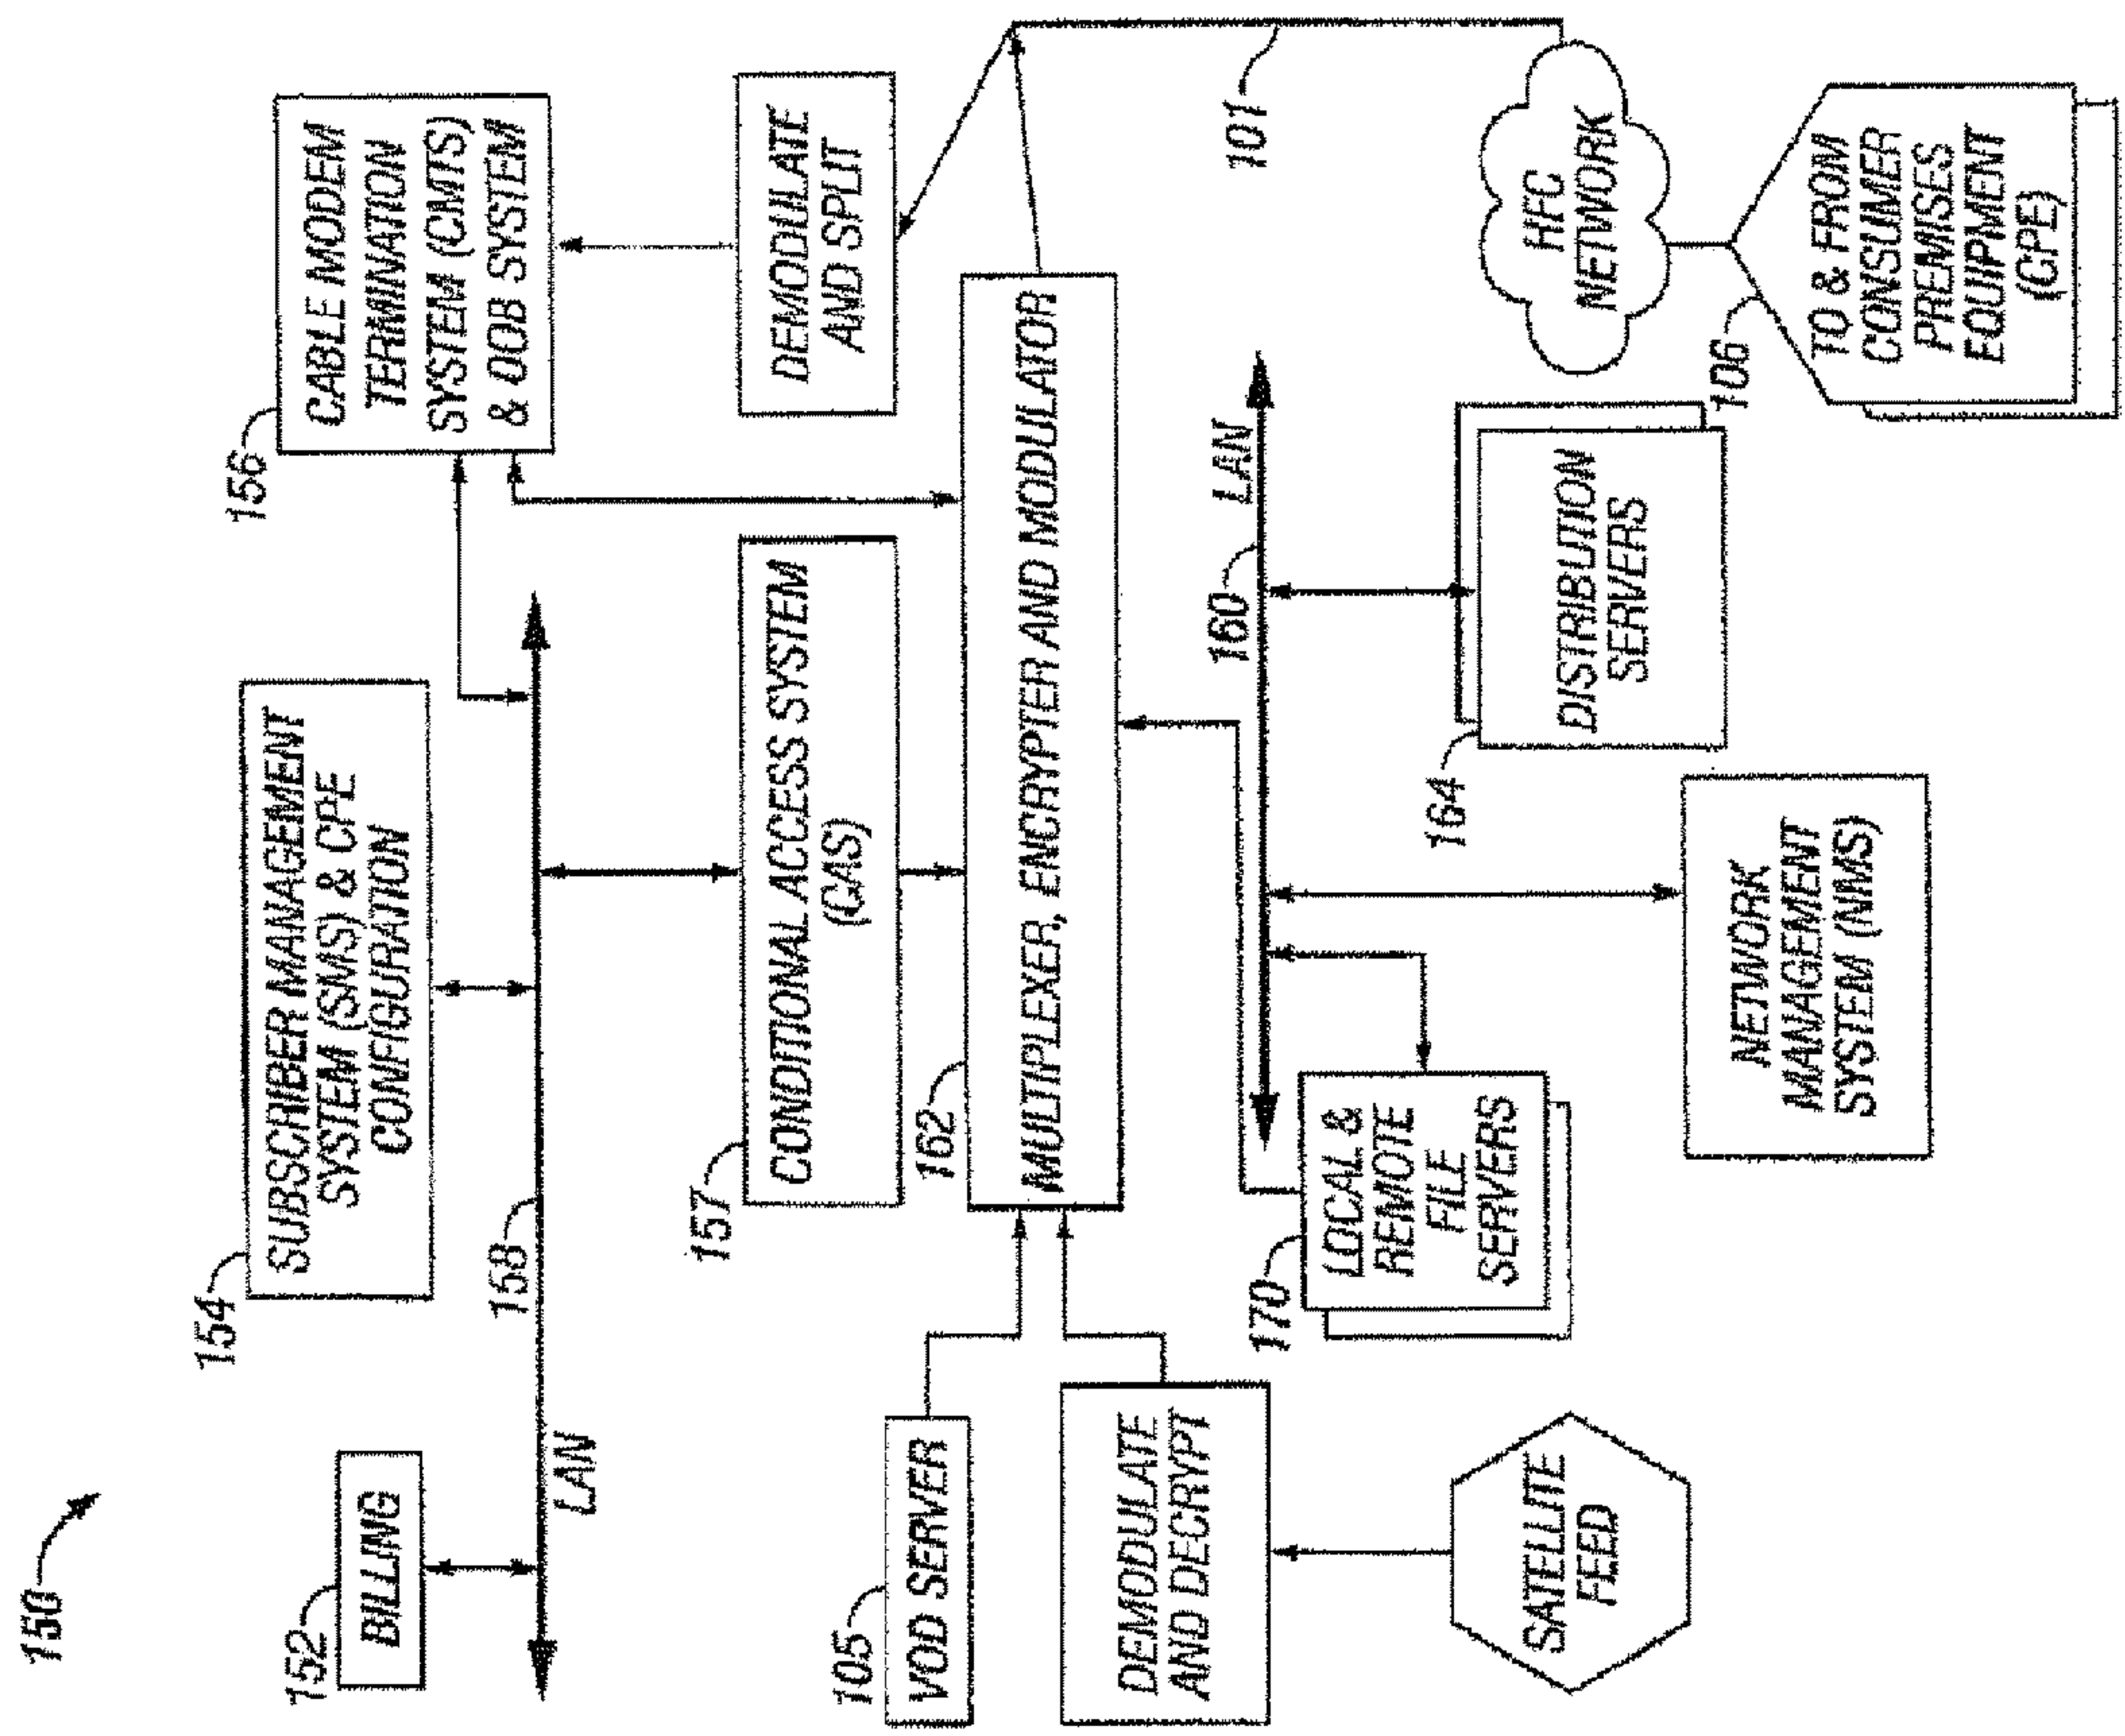 150
152
BILLING
154
SUBSCRIBER MANAGEMENT
SYSTEM (SMS) & CPE
CONFIGURATION
156
CABLE MODEM
TERMINATION
SYSTEM (CMTS)
& OOB SYSTEM
158
LAN
157
CONDITIONAL ACCESS SYSTEM
(CAS)
DEMODULATE
AND SPLIT
105
VOD SERVER
162
MULTIPLEXER, ENCRYPTER AND MODULATOR
DEMODULATE
AND DECRYPT
160
LAN
101
170
LOCAL &
REMOTE
FILE
SERVERS
164
DISTRIBUTION
SERVERS
HFC
NETWORK
SATELLITE
FEED
NETWORK
MANAGEMENT
SYSTEM (NMS)
106
TO & FROM
CONSUMER
PREMISES
EQUIPMENT
(CPE)